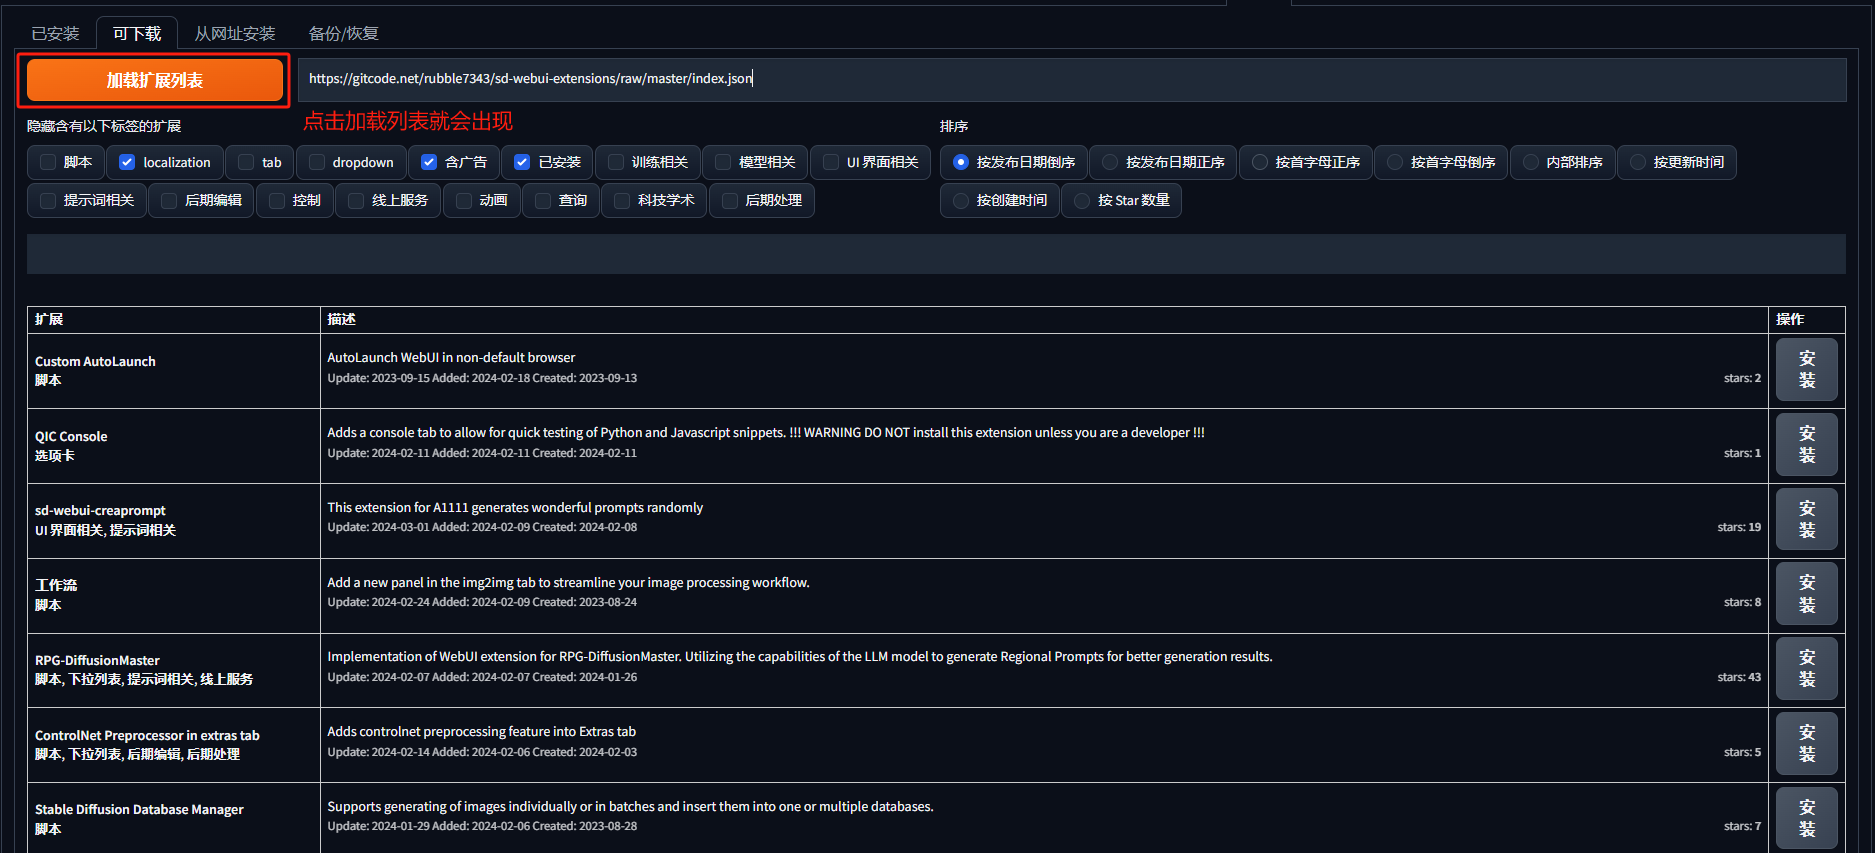 已安装 可下载 从网址安装 备份/恢复
加载扩展列表 https://gitcode.net/rubble7343/sd-webui-extensions/raw/master/index.json
点击加载列表就会出现
隐藏含有以下标签的扩展 排序
脚本 localization tab dropdown 含广告 已安装 训练相关 模型相关 UI 界面相关 按发布日期倒序 按发布日期正序 按首字母正序 按首字母倒序 内部排序 按更新时间
提示词相关 后期编辑 控制 线上服务 动画 查询 科技学术 后期处理 按创建时间 按 Star 数量
扩展 描述 操作
Custom AutoLaunch
脚本
AutoLaunch WebUI in non-default browser
Update: 2023-09-15 Added: 2024-02-18 Created: 2023-09-13 stars: 2
安装
QIC Console
选项卡
Adds a console tab to allow for quick testing of Python and Javascript snippets. !!! WARNING DO NOT install this extension unless you are a developer !!!
Update: 2024-02-11 Added: 2024-02-11 Created: 2024-02-11 stars: 1
安装
sd-webui-creaprompt
UI 界面相关, 提示词相关
This extension for A1111 generates wonderful prompts randomly
Update: 2024-03-01 Added: 2024-02-09 Created: 2024-02-08 stars: 19
安装
工作流
脚本
Add a new panel in the img2img tab to streamline your image processing workflow.
Update: 2024-02-24 Added: 2024-02-09 Created: 2023-08-24 stars: 8
安装
RPG-DiffusionMaster
脚本, 下拉列表, 提示词相关, 线上服务
Implementation of WebUI extension for RPG-DiffusionMaster. Utilizing the capabilities of the LLM model to generate Regional Prompts for better generation results.
Update: 2024-02-07 Added: 2024-02-07 Created: 2024-01-26 stars: 43
安装
ControlNet Preprocessor in extras tab
脚本, 下拉列表, 后期编辑, 后期处理
Adds controlnet preprocessing feature into Extras tab
Update: 2024-02-14 Added: 2024-02-06 Created: 2024-02-03 stars: 5
安装
Stable Diffusion Database Manager
脚本
Supports generating of images individually or in batches and insert them into one or multiple databases.
Update: 2024-01-29 Added: 2024-02-06 Created: 2023-08-28 stars: 7
安装